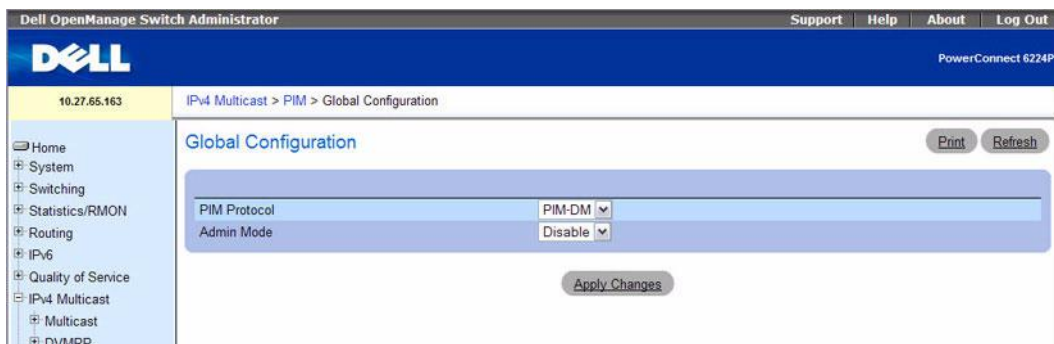 Dell OpenManage Switch Administrator
Support Help About Log Out
DELL
PowerConnect 6224P
10.27.65.163
IPv4 Multicast > PIM > Global Configuration
Home
System
Switching
Statistics/RMON
Routing
IPv6
Quality of Service
IPv4 Multicast
Multicast
DVMRP
Global Configuration
Print Refresh
PIM Protocol PIM-DM
Admin Mode Disable
Apply Changes